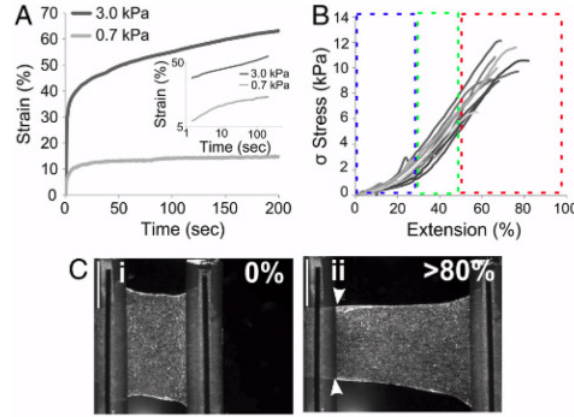 A
70
60
50
40
30
20
10
0
Strain (%)
0
50
100
150
200
Time (sec)
3.0 kPa
0.7 kPa
50
5
Strain (%)
1
10
100
Time (sec)
3.0 kPa
0.7 kPa
B
14
12
10
8
6
4
2
0
σ Stress (kPa)
0
20
40
60
80
100
Extension (%)
C
i
0%
ii
>80%